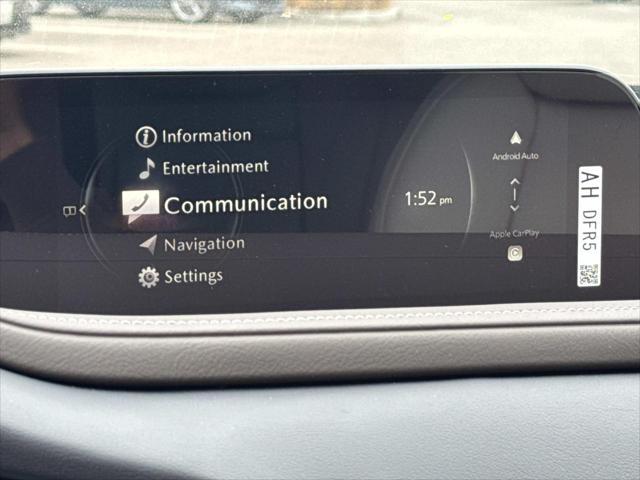 Information
Entertainment
Communication
Navigation
Settings
1:52 pm
Android Auto
Apple CarPlay
AH DFR5